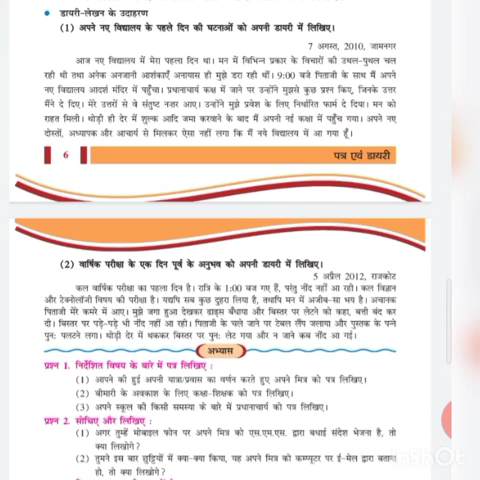 • डायरी-लेखन के उदाहरण
(1) अपने नए विद्यालय के पहले दिन की घटनाओं को अपनी डायरी में लिखिए।
7 अगस्त, 2010, जामनगर
आज नए विद्यालय में मेरा पहला दिन था। मन में विभिन्न प्रकार के विचारों की उथल-पुथल चल
रही थी तथा अनेक अनजानी आशंकाएँ अनायास ही मुझे डरा रही थीं। 9:00 बजे पिताजी के साथ मैं अपने
नए विद्यालय आदर्श मंदिर में पहुँचा। प्रधानाचार्य कक्ष में जाने पर उन्होंने मुझसे कुछ प्रश्न किए, जिनके उत्तर
मैंने दे दिए। मेरे उत्तरों से वे संतुष्ट नज़र आए। उन्होंने मुझे प्रवेश के लिए निर्धारित फार्म दे दिया। मन को
राहत मिली। थोड़ी ही देर में शुल्क आदि जमा करवाने के बाद मैं अपनी नई कक्षा में पहुँच गया। अपने नए
दोस्तों, अध्यापक और आचार्य से मिलकर ऐसा नहीं लगा कि मैं नये विद्यालय में आ गया हूँ।
6 पत्र एवं डायरी
(2) वार्षिक परीक्षा के एक दिन पूर्व के अनुभव को अपनी डायरी में लिखिए।
5 अप्रैल 2012, राजकोट
कल वार्षिक परीक्षा का पहला दिन है। रात्रि के 1:00 बज गए हैं, परंतु नींद नहीं आ रही। कल विज्ञान
और टेक्नोलॉजी विषय की परीक्षा है। यद्यपि सब कुछ दुहरा लिया है, तथापि मन में अजीब-सा भय है। अचानक
पिताजी मेरे कमरे में आए। मुझे जगा हुआ देखकर ढाढ़स बँधाया और बिस्तर पर लेटने को कहा, बत्ती बंद कर
दी। बिस्तर पर पड़े-पड़े भी नींद नहीं आ रही। पिताजी के चले जाने पर टेबल लैंप जलाया और पुस्तक के पन्ने
पुनः पलटने लगा। थोड़ी ही देर में थककर बिस्तर पर पुनः लेट गया और न जाने कब नींद आ गई।
अभ्यास
प्रश्न 1. निर्देशित विषय के बारे में पत्र लिखिए :
(1) आपने की हुई अपनी यात्रा/प्रवास का वर्णन करते हुए अपने मित्र को पत्र लिखिए।
(2) बीमारी के अवकाश के लिए कक्षा-शिक्षक को पत्र लिखिए।
(3) अपने स्कूल की किसी समस्या के बारे में प्रधानाचार्य को पत्र लिखिए।
प्रश्न 2. सोचिए और लिखिए :
(1) अगर तुम्हें मोबाइल फोन पर अपने मित्र को एस.एम.एस. द्वारा बधाई संदेश भेजना है, तो
क्या लिखोगे?
(2) तुमने इस बार छुट्टियों में क्या-क्या किया, यह अपने मित्र को कम्प्यूटर पर ई-मेल द्वारा बताना
हो, तो क्या लिखोगे?